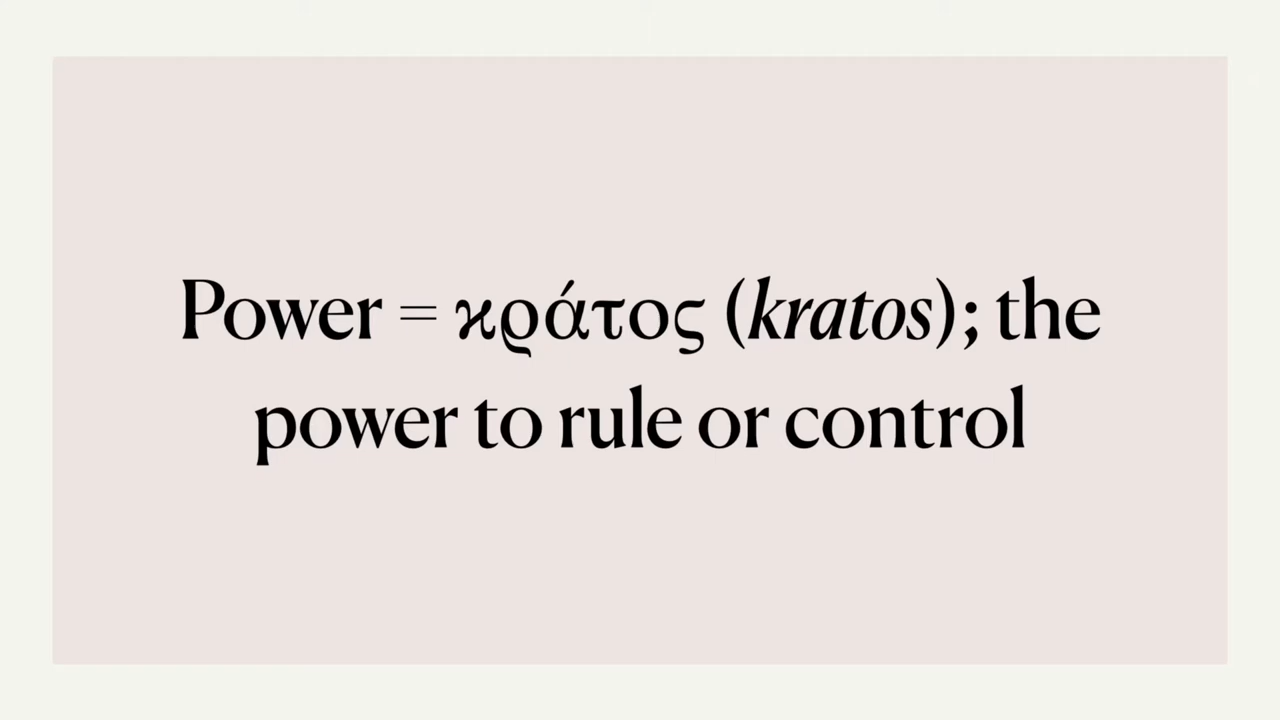 Power = ϰϱάτος (kratos); the
power to rule or control